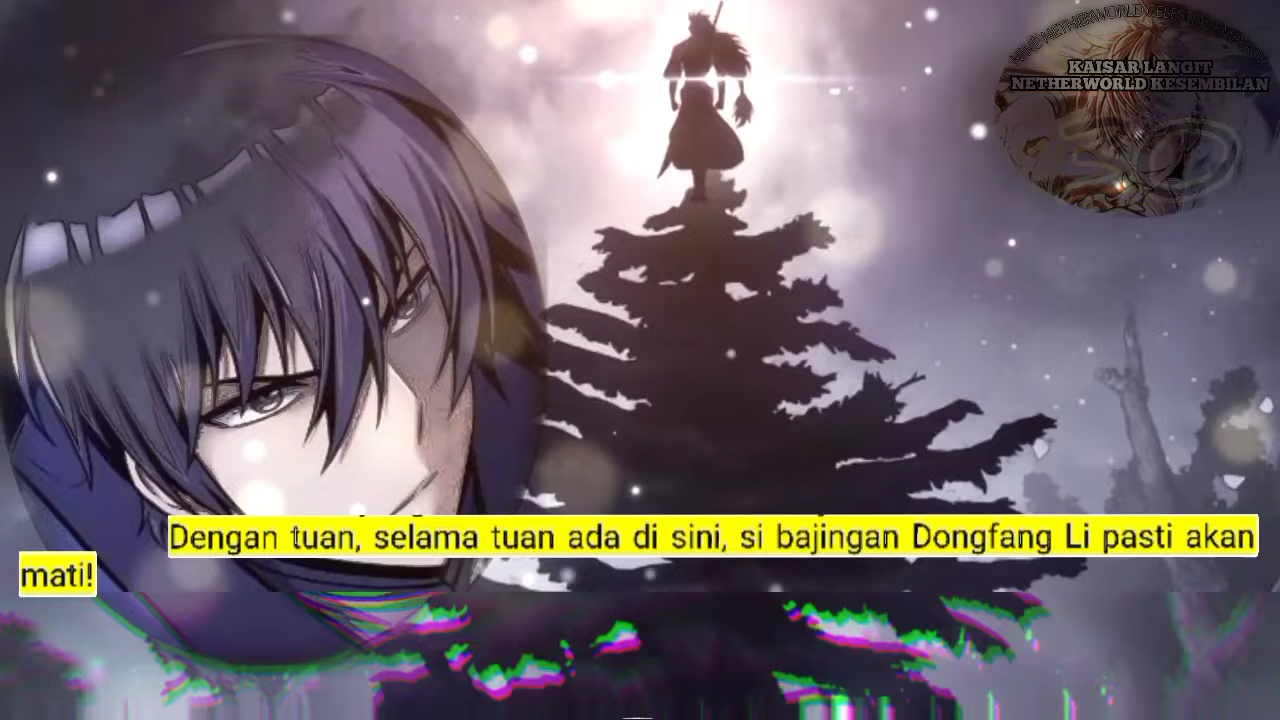 KAISAR LANGIT
NETHERWORLD KESEMBILAN
Dengan tuan, selama tuan ada di sini, si bajingan Dongfang Li pasti akan
mati!